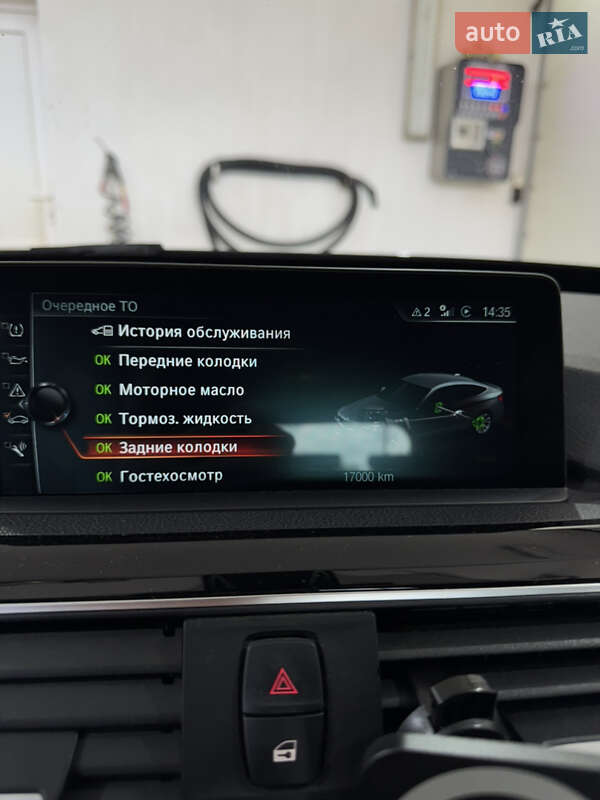 auto RIA .com
Очередное ТО
2 14:35
История обслуживания
OK Передние колодки
OK Моторное масло
OK Тормоз. жидкость
OK Задние колодки
OK Гостехосмотр
17000 km